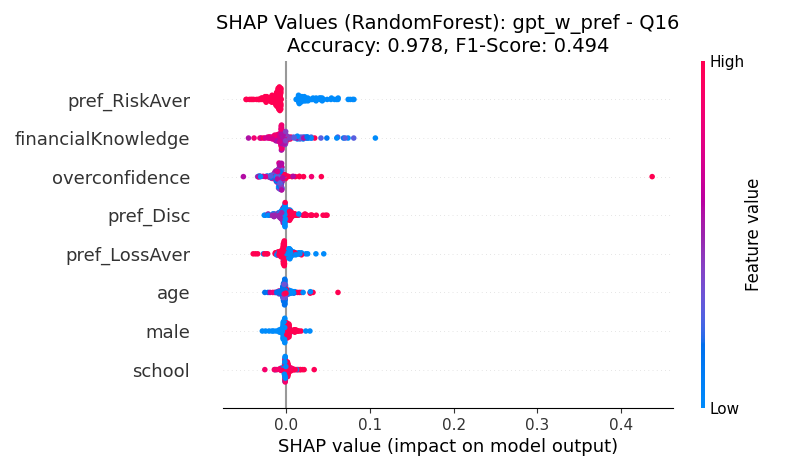 SHAP Values (RandomForest): gpt_w_pref - Q16
Accuracy: 0.978, F1-Score: 0.494
High
pref_RiskAver
financialKnowledge
overconfidence
pref_Disc
pref_LossAver
age
male
school
Feature value
Low
0.0 0.1 0.2 0.3 0.4
SHAP value (impact on model output)